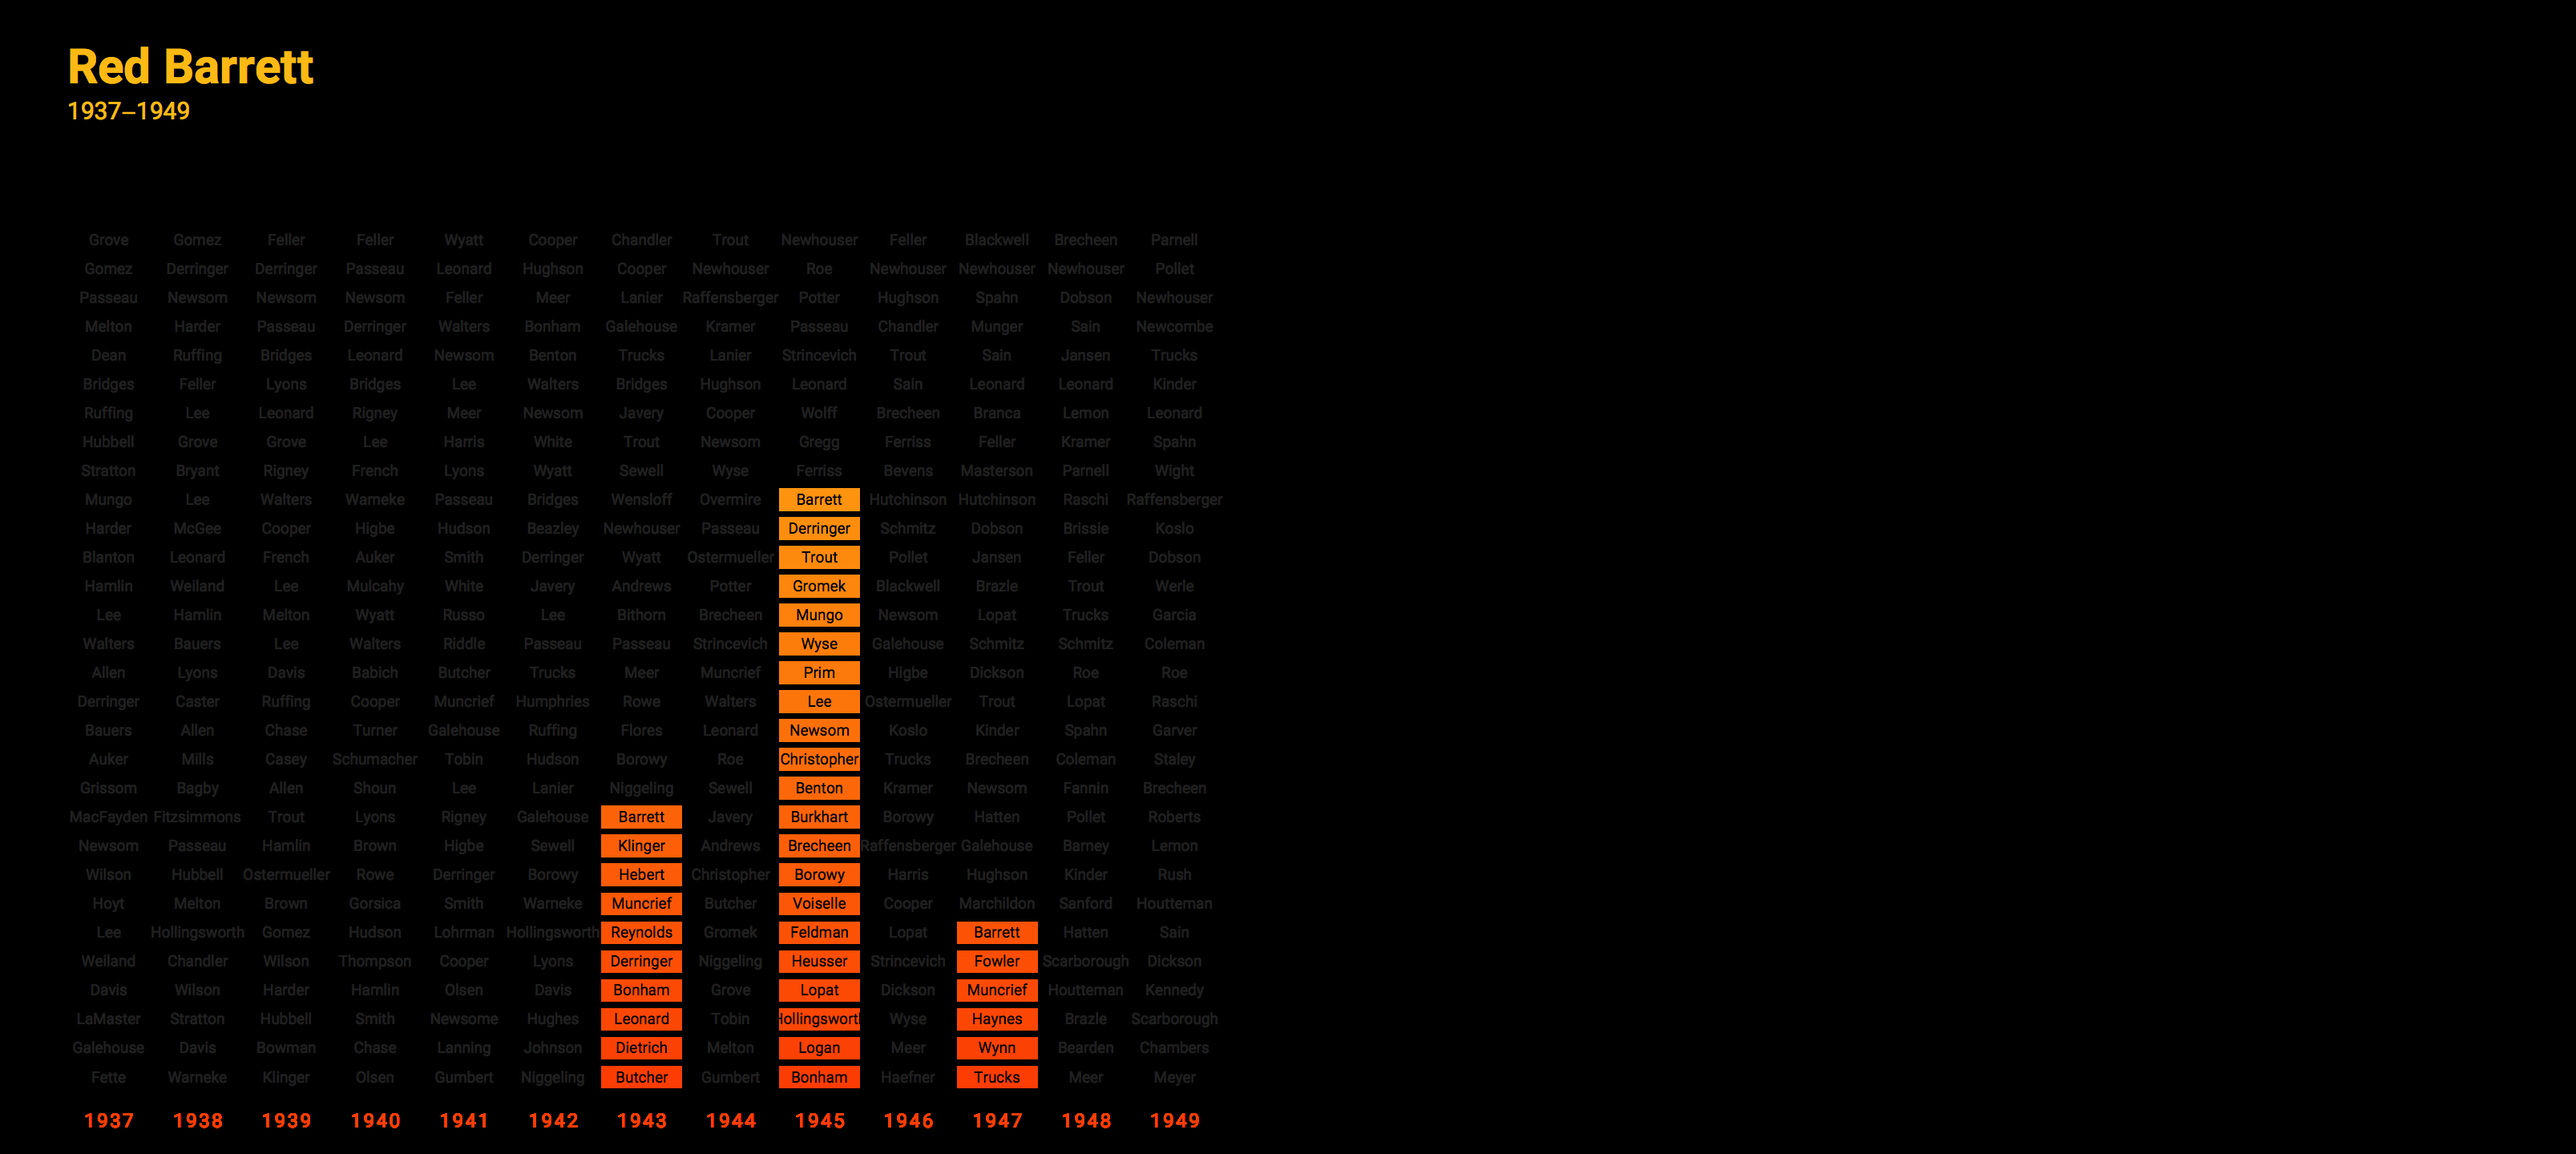 Red Barrett
1937–1949
Grove Gomez Feller Feller Wyatt Cooper Chandler Trout Newhouser Feller Blackwell Brecheen Parnell
Gomez Derringer Derringer Passeau Leonard Hughson Cooper Newhouser Roe Newhouser Newhouser Newhouser Pollet
Passeau Newsom Newsom Newsom Feller Meer Lanier Raffensberger Potter Hughson Spahn Dobson Newhouser
Melton Harder Passeau Derringer Walters Bonham Galehouse Kramer Passeau Chandler Munger Sain Newcombe
Dean Ruffing Bridges Leonard Newsom Benton Trucks Lanier Strincevich Trout Sain Jansen Trucks
Bridges Feller Lyons Bridges Lee Walters Bridges Hughson Leonard Sain Leonard Leonard Kinder
Ruffing Lee Leonard Rigney Meer Newsom Javery Cooper Wolff Brecheen Branca Lemon Leonard
Hubbell Grove Grove Lee Harris White Trout Newsom Gregg Ferriss Feller Kramer Spahn
Stratton Bryant Rigney French Lyons Wyatt Sewell Wyse Ferriss Bevens Masterson Parnell Wight
Mungo Lee Walters Warneke Passeau Bridges Wensloff Overmire Barrett Hutchinson Hutchinson Raschi Raffensberger
Harder McGee Cooper Higbe Hudson Beazley Newhouser Passeau Derringer Schmitz Dobson Brissie Koslo
Blanton Leonard French Auker Smith Derringer Wyatt Ostermueller Trout Pollet Jansen Feller Dobson
Hamlin Weiland Lee Mulcahy White Javery Andrews Potter Gromek Blackwell Brazle Trout Werle
Lee Hamlin Melton Wyatt Russo Lee Bithorn Brecheen Mungo Newsom Lopat Trucks Garcia
Walters Bauers Lee Walters Riddle Passeau Passeau Strincevich Wyse Galehouse Schmitz Schmitz Coleman
Allen Lyons Davis Babich Butcher Trucks Meer Muncrief Prim Higbe Dickson Roe Roe
Derringer Caster Ruffing Cooper Muncrief Humphries Rowe Walters Lee Ostermueller Trout Lopat Raschi
Bauers Allen Chase Turner Galehouse Ruffing Flores Leonard Newsom Koslo Kinder Spahn Garver
Auker Mills Casey Schumacher Tobin Hudson Borowy Roe Christopher Trucks Brecheen Coleman Staley
Grissom Bagby Allen Shoun Lee Lanier Niggeling Sewell Benton Kramer Newsom Fannin Brecheen
MacFayden Fitzsimmons Trout Lyons Rigney Galehouse Barrett Javery Burkhart Borowy Hatten Pollet Roberts
Newsom Passeau Hamlin Brown Higbe Sewell Klinger Andrews Brecheen Raffensberger Galehouse Barney Lemon
Wilson Hubbell Ostermueller Rowe Derringer Borowy Hebert Christopher Borowy Harris Hughson Kinder Rush
Hoyt Melton Brown Gorsica Smith Warneke Muncrief Butcher Voiselle Cooper Marchildon Sanford Houtteman
Lee Hollingsworth Gomez Hudson Lohrman Hollingsworth Reynolds Gromek Feldman Lopat Barrett Hatten Sain
Weiland Chandler Wilson Thompson Cooper Lyons Derringer Niggeling Heusser Strincevich Fowler Scarborough Dickson
Davis Wilson Harder Hamlin Olsen Davis Bonham Grove Lopat Dickson Muncrief Houtteman Kennedy
LaMaster Stratton Hubbell Smith Newsome Hughes Leonard Tobin Hollingsworth Wyse Haynes Brazle Scarborough
Galehouse Davis Bowman Chase Lanning Johnson Dietrich Melton Logan Meer Wynn Bearden Chambers
Fette Warneke Klinger Olsen Gumbert Niggeling Butcher Gumbert Bonham Haefner Trucks Meer Meyer
1937 1938 1939 1940 1941 1942 1943 1944 1945 1946 1947 1948 1949